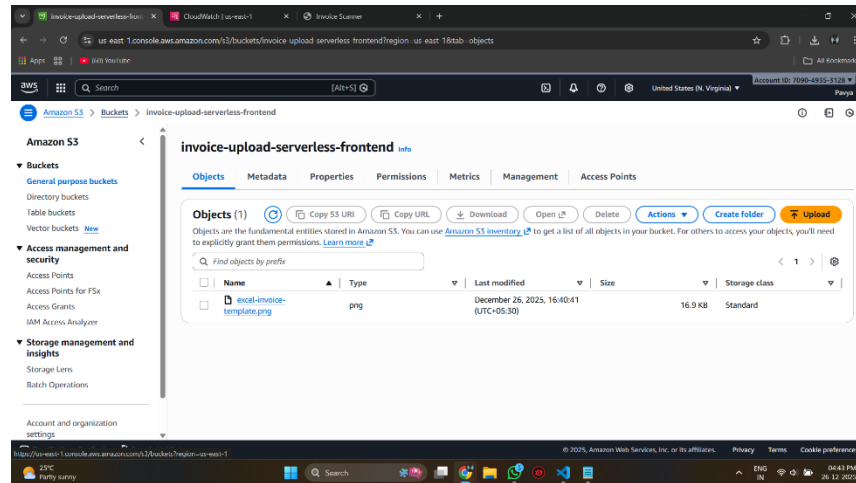 invoice-upload-serverless-fron
CloudWatch | us-east-1
Invoice Scanner
us-east-1.console.aws.amazon.com/s3/buckets/invoice-upload-serverless-frontend?region=us-east-1&tab=objects
Apps
(60) YouTube
All Bookmark
aws
Search
[Alt+S]
United States (N. Virginia)
Account ID: 7090-4935-3128
Pavya
Amazon S3 > Buckets > invoice-upload-serverless-frontend
Amazon S3
Buckets
General purpose buckets
Directory buckets
Table buckets
Vector buckets New
Access management and
security
Access Points
Access Points for FSx
Access Grants
IAM Access Analyzer
Storage management and
insights
Storage Lens
Batch Operations
Account and organization
settings
invoice-upload-serverless-frontend Info
Objects Metadata Properties Permissions Metrics Management Access Points
Objects (1) Copy S3 URI Copy URL Download Open Delete Actions Create folder Upload
Objects are the fundamental entities stored in Amazon S3. You can use Amazon S3 inventory to get a list of all objects in your bucket. For others to access your objects, you'll need
to explicitly grant them permissions. Learn more
Find objects by prefix
1
Name Type Last modified Size Storage class
excel-invoice-
template.png
png
December 26, 2025, 16:40:41
(UTC+05:30)
16.9 KB
Standard
https://us-east-1.console.aws.amazon.com/s3/buckets?region=us-east-1
© 2025, Amazon Web Services, Inc. or its affiliates. Privacy Terms Cookie preference
25°C
Partly sunny
Search
ENG
IN
04:43 PM
26-12-2025